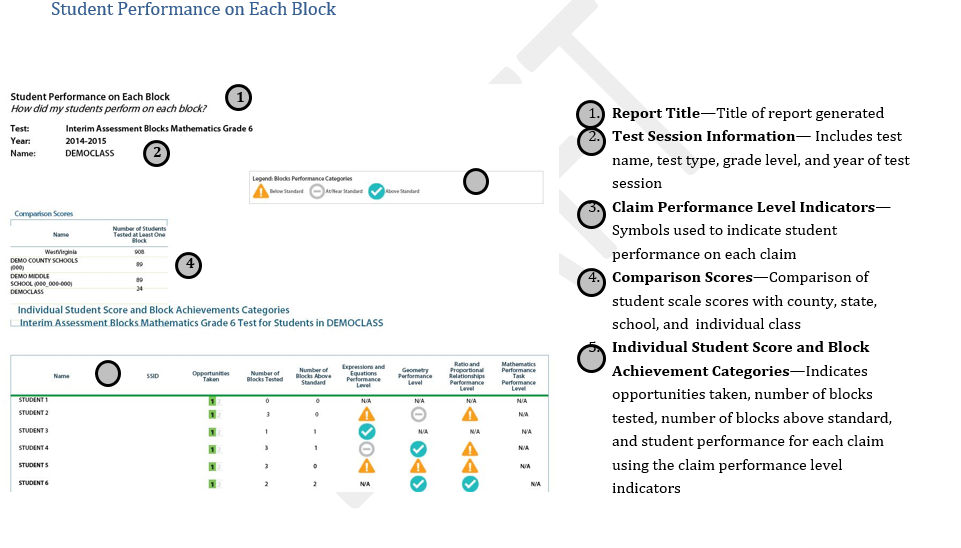 Student Performance on Each Block
Student Performance on Each Block
How did my students perform on each block?
1
Test: Interim Assessment Blocks Mathematics Grade 6
Year: 2014-2015
Name: DEMOCLASS
2
Legend: Blocks Performance Categories
Below Standard At/Near Standard Above Standard
Comparison Scores
Name Number of Students Tested at Least One Block
WestVirginia 908
DEMO COUNTY SCHOOLS (000) 89
DEMO MIDDLE SCHOOL (000_000-000) 89
DEMOCLASS 24
4
Individual Student Score and Block Achievements Categories
Interim Assessment Blocks Mathematics Grade 6 Test for Students in DEMOCLASS
Name SSID Opportunities Taken Number of Blocks Tested Number of Blocks Above Standard Expressions and Equations Performance Level Geometry Performance Level Ratio and Proportional Relationships Performance Level Mathematics Performance Task Performance Level
STUDENT 1 1 0 0 N/A N/A N/A N/A
STUDENT 2 1 3 0 N/A
STUDENT 3 1 1 1 N/A N/A N/A
STUDENT 4 1 3 1 N/A
STUDENT 5 1 3 0 N/A
STUDENT 6 1 2 2 N/A N/A
1. Report Title—Title of report generated
2. Test Session Information— Includes test
name, test type, grade level, and year of test
session
3. Claim Performance Level Indicators—
Symbols used to indicate student
performance on each claim
4. Comparison Scores—Comparison of
student scale scores with county, state,
school, and individual class
5. Individual Student Score and Block
Achievement Categories—Indicates
opportunities taken, number of blocks
tested, number of blocks above standard,
and student performance for each claim
using the claim performance level
indicators